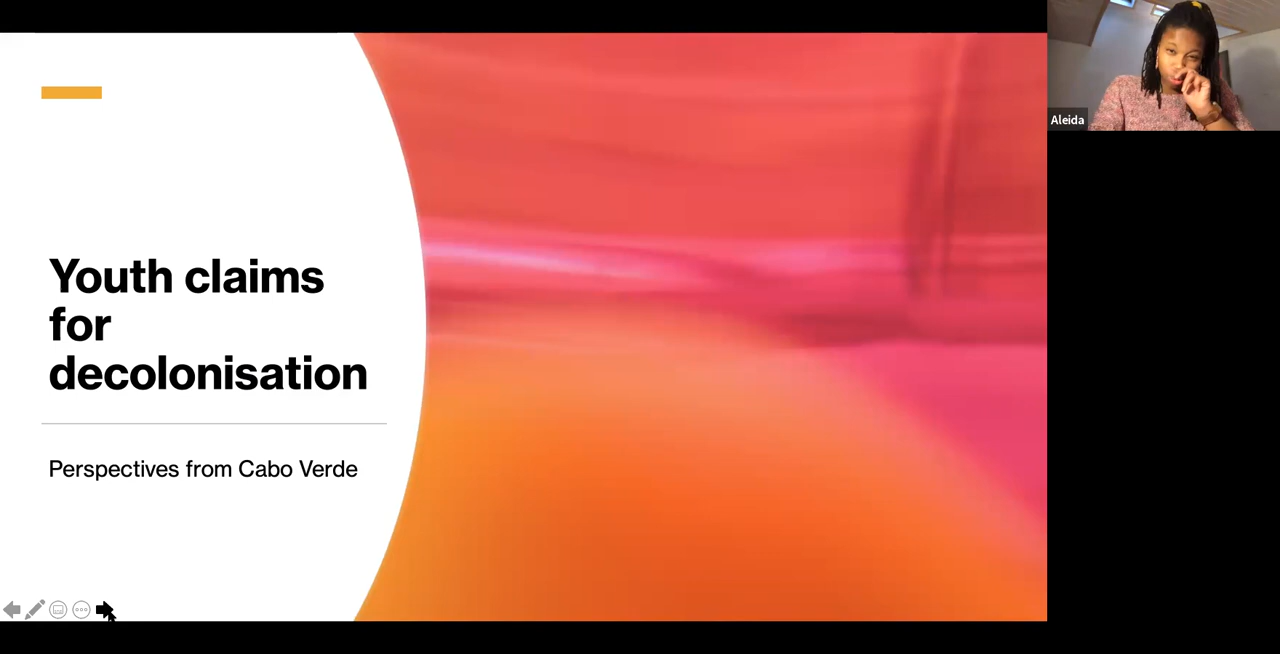 Youth claims
for
decolonisation
Perspectives from Cabo Verde
Aleida